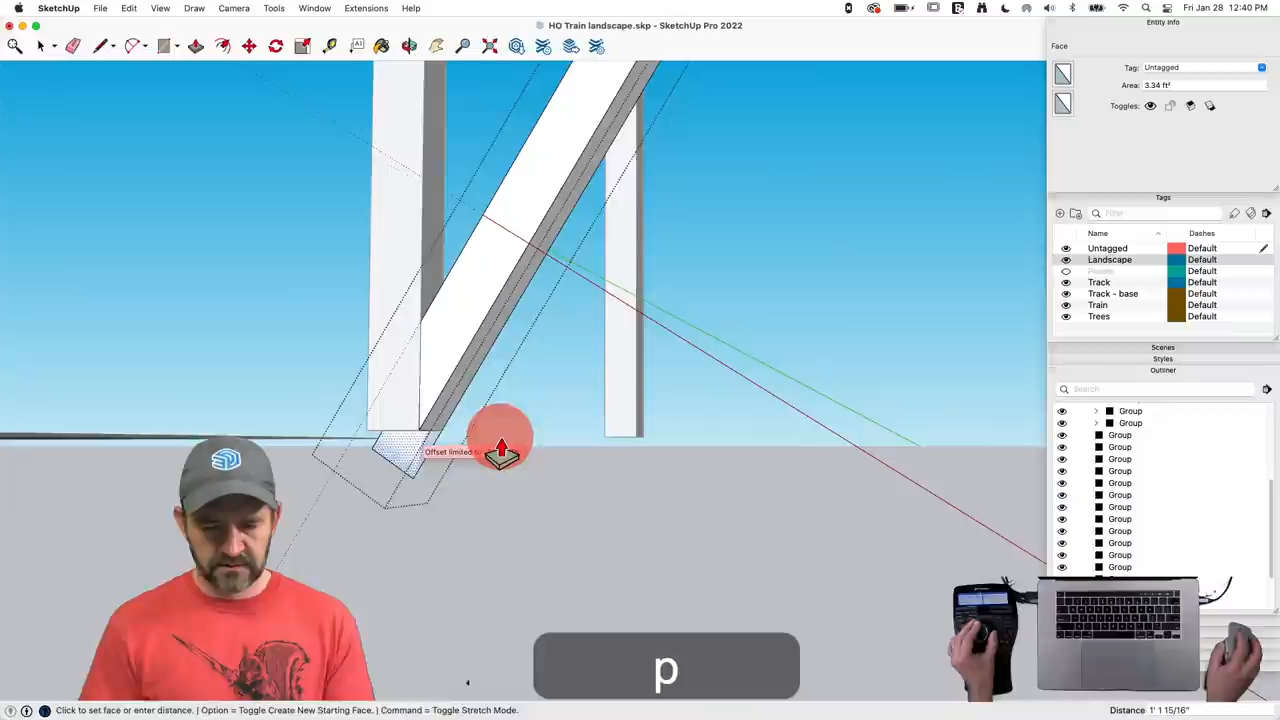 SketchUp File Edit View Draw Camera Tools Window Extensions Help Fri Jan 28 12:40 PM
HO Train landscape.skp - SketchUp Pro 2022
Entity Info
Face
Tag: Untagged
Area: 3.34 ft²
Toggles:
Tags
Filter
Name Dashes
Untagged Default
Landscape Default
Default
Track Default
Track - base Default
Train Default
Trees Default
Scenes
Styles
Outliner
Search
Group
Group
Group
Group
Group
Group
Group
Group
Group
Group
Group
Group
Group
Group
Offset limited
p
Click to set face or enter distance. | Option = Toggle Create New Starting Face. | Command = Toggle Stretch Mode.
Distance 1' 1 15/16"